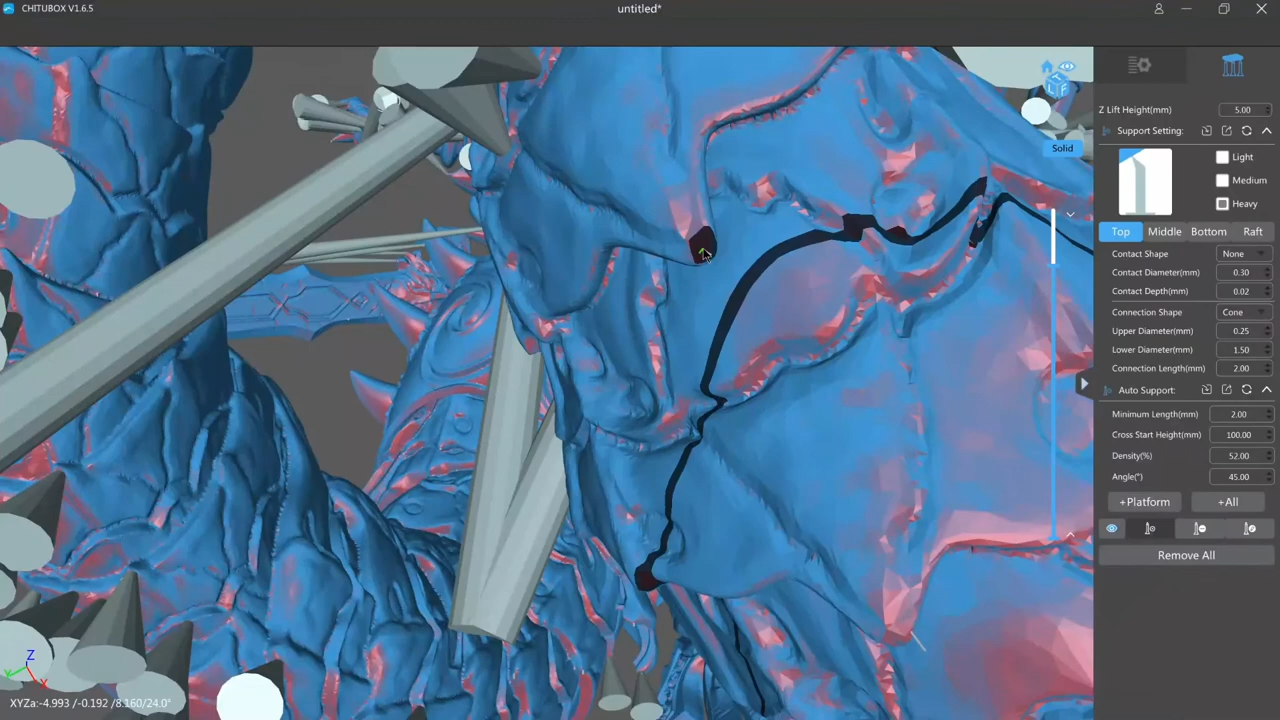 CHITUBOX V1.6.5
untitled*
Z Lift Height(mm) 5.00
Support Setting:
Solid
Light
Medium
Heavy
Top Middle Bottom Raft
Contact Shape None
Contact Diameter(mm) 0.30
Contact Depth(mm) 0.02
Connection Shape Cone
Upper Diameter(mm) 0.25
Lower Diameter(mm) 1.50
Connection Length(mm) 2.00
Auto Support:
Minimum Length(mm) 2.00
Cross Start Height(mm) 100.00
Density(%) 52.00
Angle(°) 45.00
+Platform +All
Remove All
Z
Y X
XYZa:-4.993 /-0.192 /8.160/24.0°